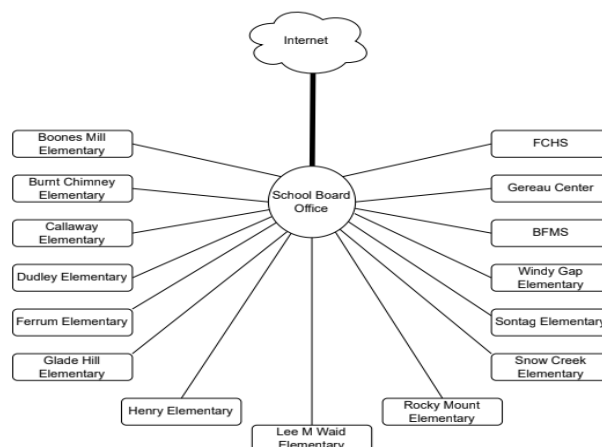 Internet
School Board
Office
Boones Mill
Elementary
Burnt Chimney
Elementary
Callaway
Elementary
Dudley Elementary
Ferrum Elementary
Glade Hill
Elementary
Henry Elementary
Lee M Waid
Elementary
Rocky Mount
Elementary
FCHS
Gereau Center
BFMS
Windy Gap
Elementary
Sontag Elementary
Snow Creek
Elementary